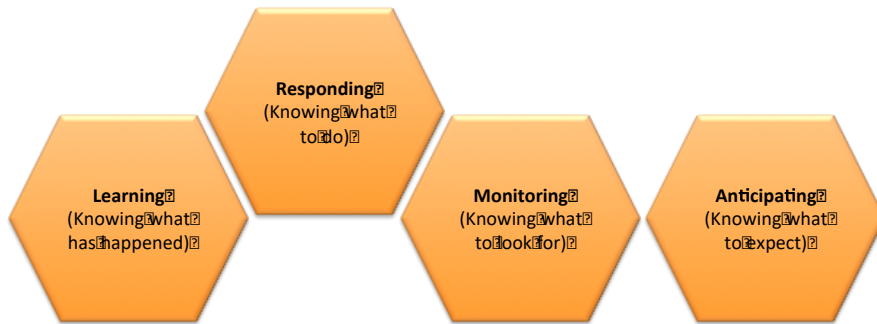 Learning
(Knowing what
has happened)
Responding
(Knowing what
to do)
Monitoring
(Knowing what
to look for)
Anticipating
(Knowing what
to expect)